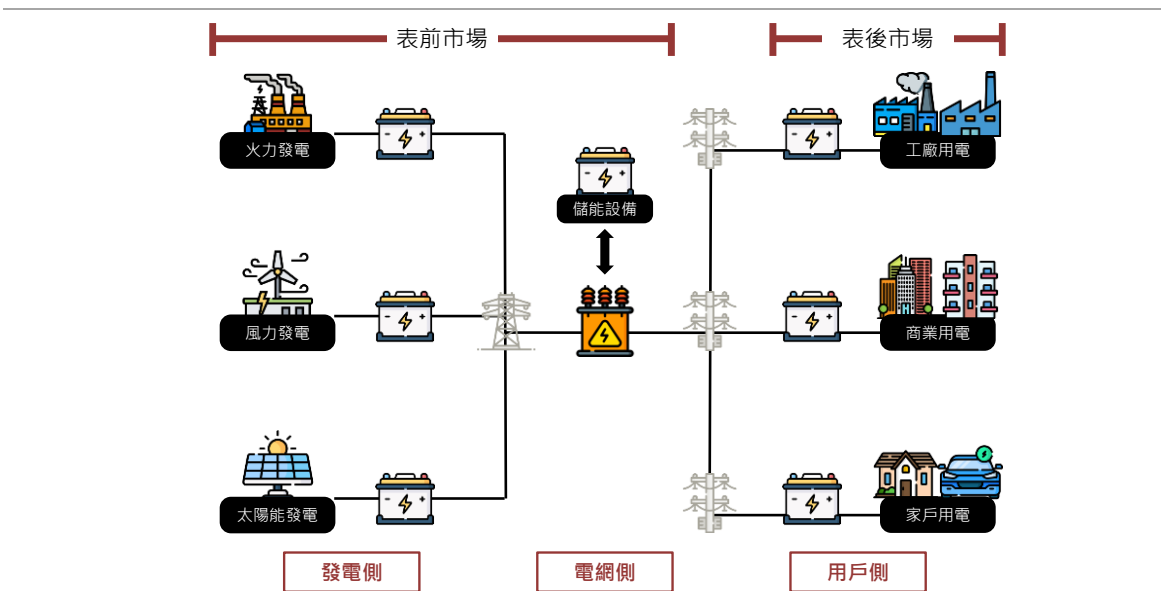 表前市場
表後市場
火力發電
儲能設備
工廠用電
風力發電
商業用電
太陽能發電
家戶用電
發電側
電網側
用戶側